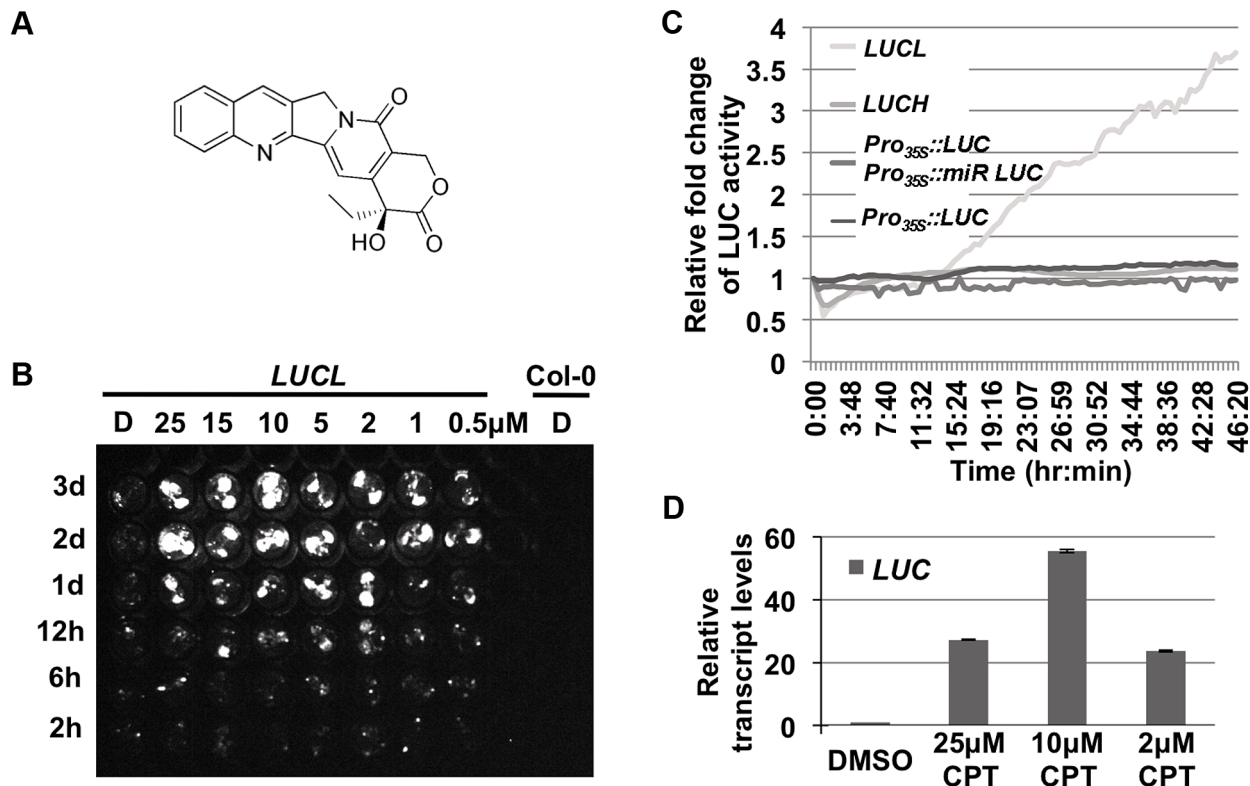 A
O
N
N
O
O
HO
B
LUCL
Col-0
D 25 15 10 5 2 1 0.5μM D
3d
2d
1d
12h
6h
2h
C
Relative fold change
of LUC activity
4
3.5
3
2.5
2
1.5
1
0.5
0
LUCL
LUCH
Pro35S::LUC
Pro35S::miR LUC
Pro35S::LUC
0:00
3:48
7:40
11:32
15:24
19:16
23:07
26:59
30:52
34:44
38:36
42:28
46:20
Time (hr:min)
D
Relative
transcript levels
60
40
20
0
LUC
DMSO
25μM
CPT
10μM
CPT
2μM
CPT